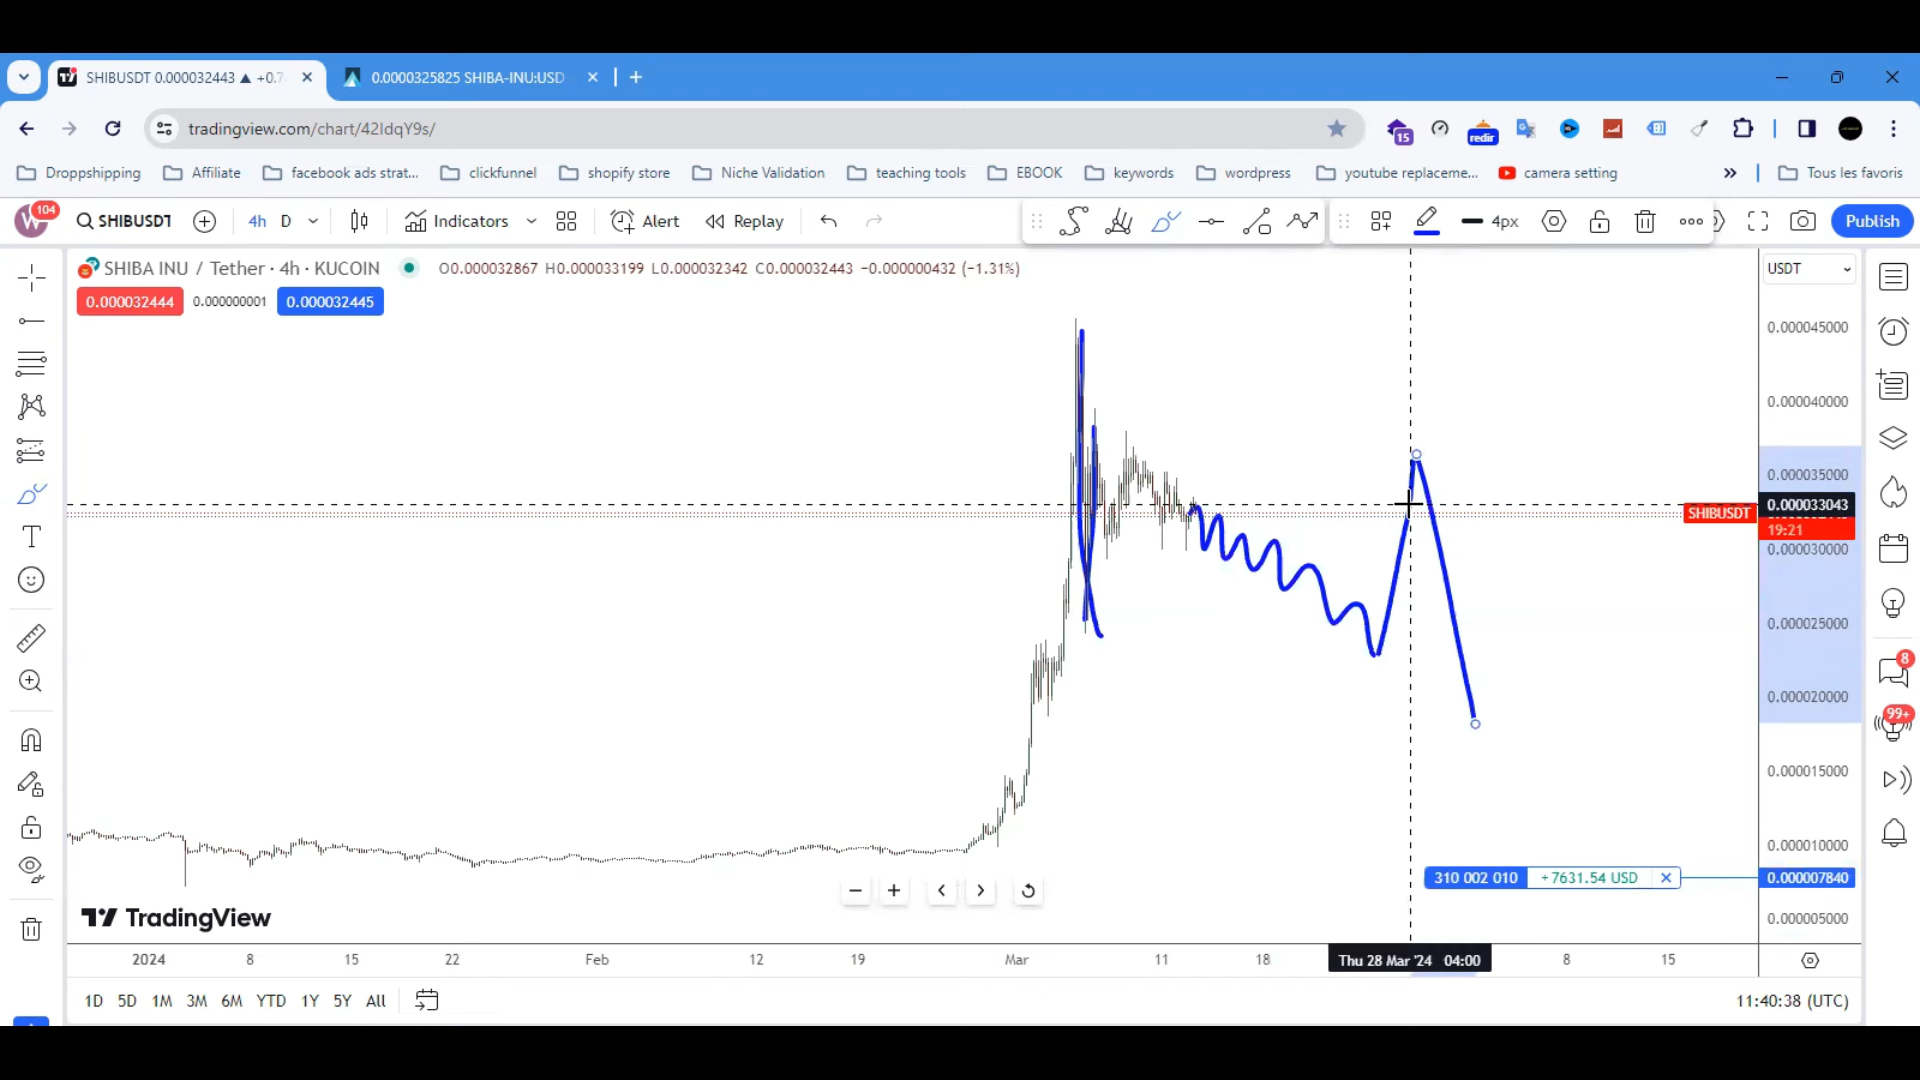 SHIBUSDT 0.000032443 ▲ +0.7
0.0000325825 SHIBA-INU:USD
15
redir
tradingview.com/chart/42IdqY9s/
Droppshipping
Affiliate
facebook ads strat...
clickfunnel
shopify store
Niche Validation
teaching tools
EBOOK
keywords
wordpress
youtube replaceme...
camera setting
Tous les favoris
W
104
SHIBUSDT
4h
D
Indicators
Alert
Replay
4px
Publish
SHIBA INU / Tether · 4h · KUCOIN
O0.000032867 H0.000033199 L0.000032342 C0.000032443 −0.000000432 (−1.31%)
0.000032444
0.000000001
0.000032445
USDT
0.000045000
0.000040000
0.000035000
0.000033043
SHIBUSDT
19:21
0.000030000
0.000025000
0.000020000
0.000015000
0.000010000
310 002 010
+7631.54 USD
0.000007840
0.000005000
8
99+
TradingView
2024
8
15
22
Feb
12
19
Mar
11
18
Thu 28 Mar '24 04:00
8
15
1D
5D
1M
3M
6M
YTD
1Y
5Y
All
11:40:38 (UTC)